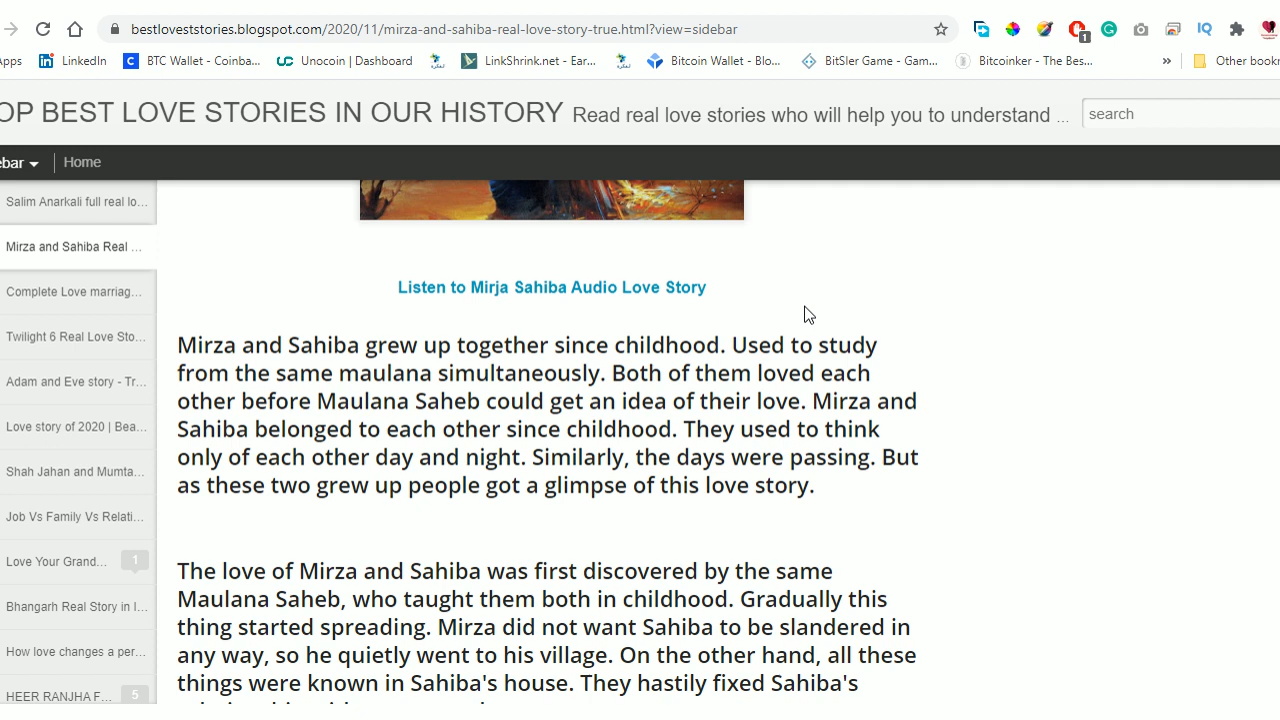 bestloveststories.blogspot.com/2020/11/mirza-and-sahiba-real-love-story-true.html?view=sidebar
1
IQ
Apps
LinkedIn
BTC Wallet - Coinba...
Unocoin | Dashboard
LinkShrink.net - Ear...
Bitcoin Wallet - Blo...
BitSler Game - Gam...
Bitcoinker - The Bes...
»
Other bookr
OP BEST LOVE STORIES IN OUR HISTORY
Read real love stories who will help you to understand ...
search
ebar
Home
Salim Anarkali full real lo...
Mirza and Sahiba Real ...
Complete Love marriag...
Twilight 6 Real Love Sto...
Adam and Eve story - Tr...
Love story of 2020 | Bea...
Shah Jahan and Mumta...
Job Vs Family Vs Relati...
Love Your Grand... 1
Bhangarh Real Story in I...
How love changes a per...
HEER RANJHA F... 5
Listen to Mirja Sahiba Audio Love Story
Mirza and Sahiba grew up together since childhood. Used to study
from the same maulana simultaneously. Both of them loved each
other before Maulana Saheb could get an idea of their love. Mirza and
Sahiba belonged to each other since childhood. They used to think
only of each other day and night. Similarly, the days were passing. But
as these two grew up people got a glimpse of this love story.
The love of Mirza and Sahiba was first discovered by the same
Maulana Saheb, who taught them both in childhood. Gradually this
thing started spreading. Mirza did not want Sahiba to be slandered in
any way, so he quietly went to his village. On the other hand, all these
things were known in Sahiba's house. They hastily fixed Sahiba's